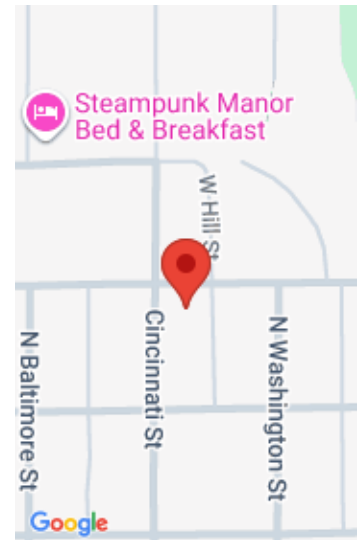 Steampunk Manor
Bed & Breakfast
W Hill St
N Baltimore St
Cincinnati St
N Washington St
Google